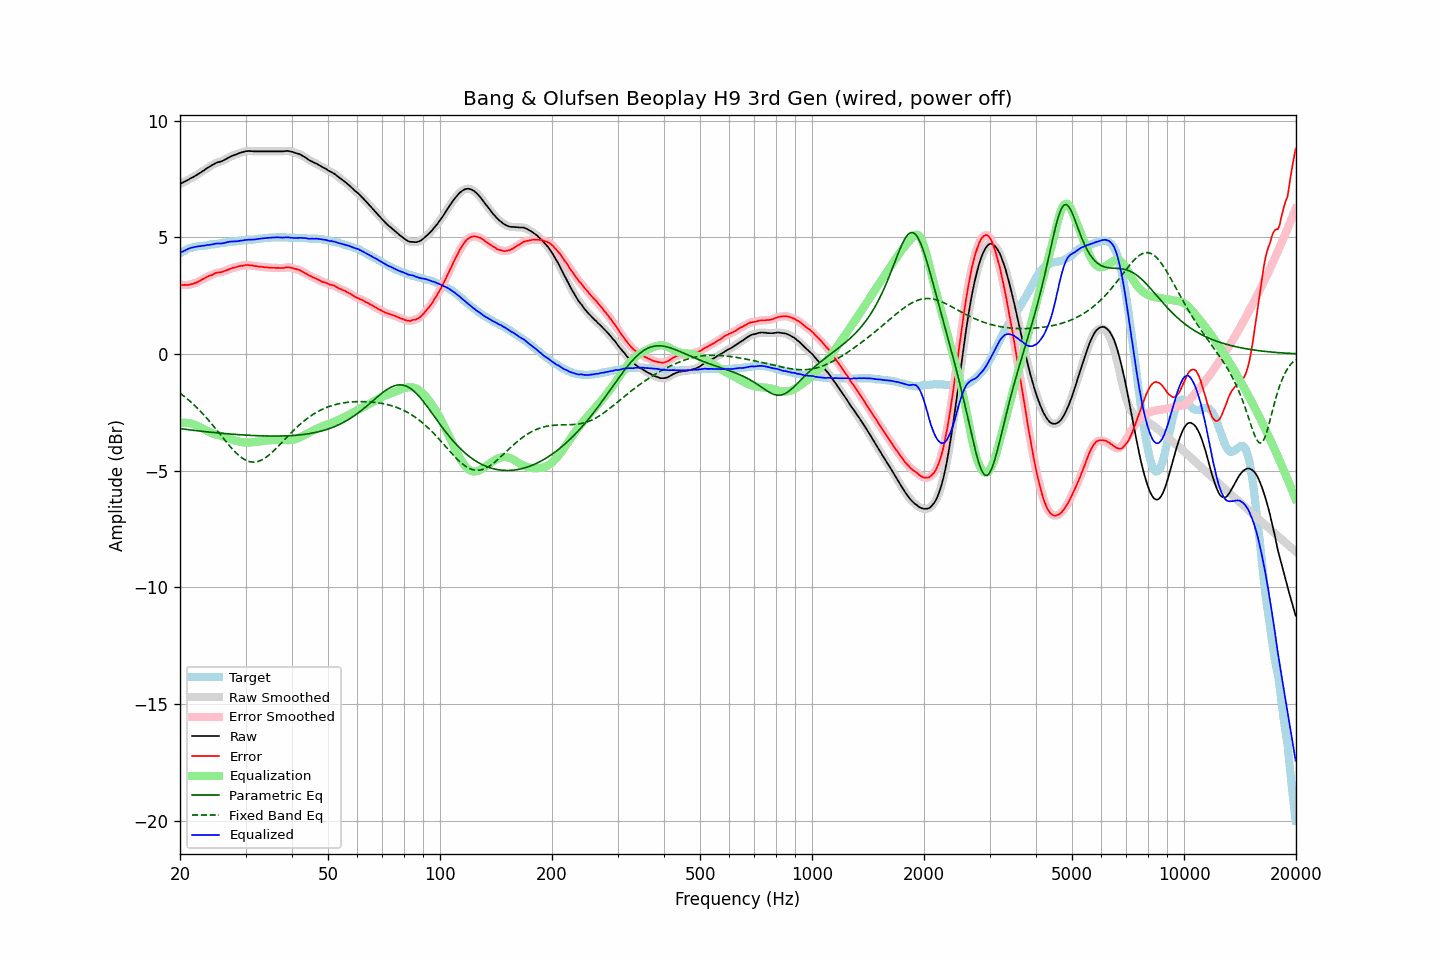 Bang & Olufsen Beoplay H9 3rd Gen (wired, power off)
10
5
0
−5
−10
−15
−20
Amplitude (dBr)
Target
Raw Smoothed
Error Smoothed
Raw
Error
Equalization
Parametric Eq
Fixed Band Eq
Equalized
20 50 100 200 500 1000 2000 5000 10000 20000
Frequency (Hz)